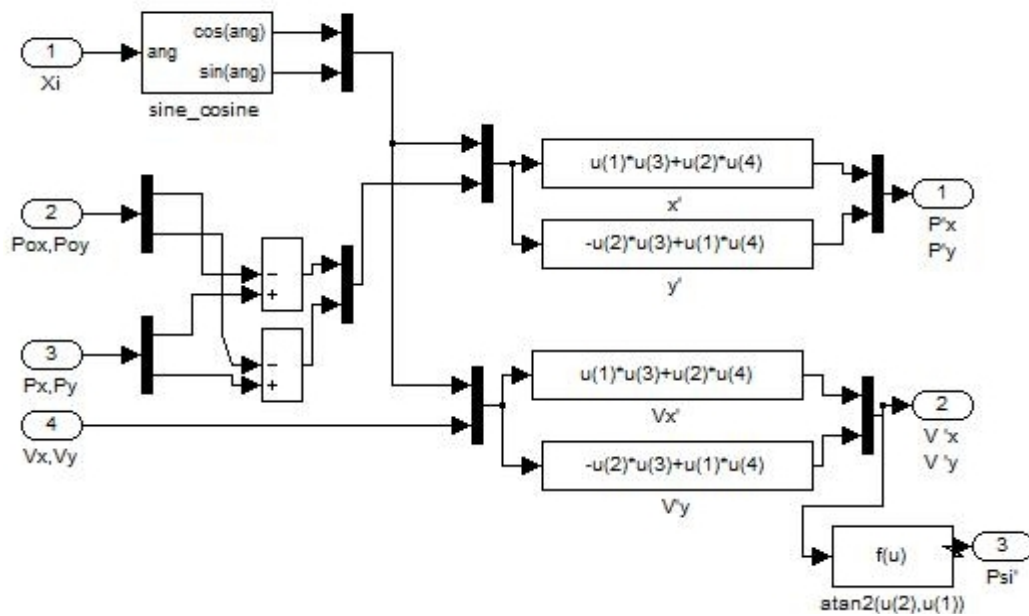 1
Xi
ang
cos(ang)
sin(ang)
sine_cosine
2
Pox,Poy
3
Px,Py
4
Vx,Vy
−
+
−
+
u(1)*u(3)+u(2)*u(4)
x'
-u(2)*u(3)+u(1)*u(4)
y'
1
P'x
P'y
u(1)*u(3)+u(2)*u(4)
Vx'
-u(2)*u(3)+u(1)*u(4)
V'y
2
V 'x
V 'y
f(u)
atan2(u(2),u(1))
3
Psi'